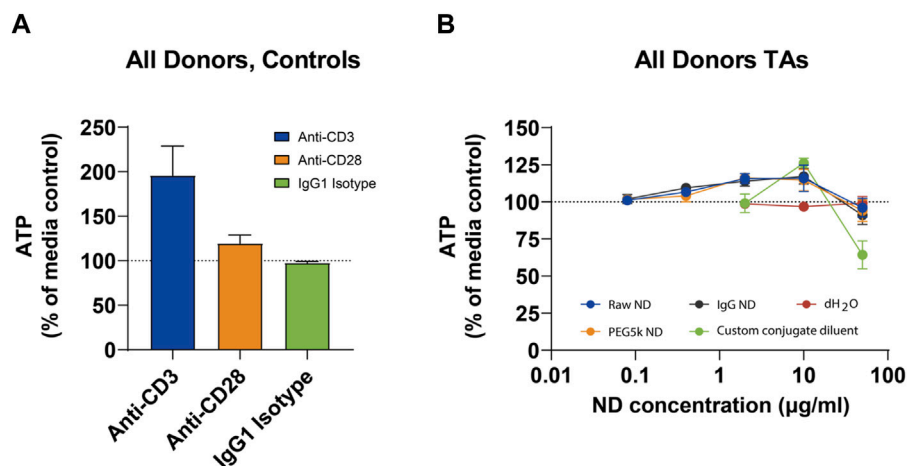 A
All Donors, Controls
ATP
(% of media control)
250
200
150
100
50
0
Anti-CD3
Anti-CD28
IgG1 Isotype
Anti-CD3
Anti-CD28
IgG1 Isotype
B
All Donors TAs
ATP
(% of media control)
150
125
100
75
50
25
0
Raw ND
IgG ND
dH₂O
PEG5k ND
Custom conjugate diluent
0.01
0.1
1
10
100
ND concentration (µg/ml)